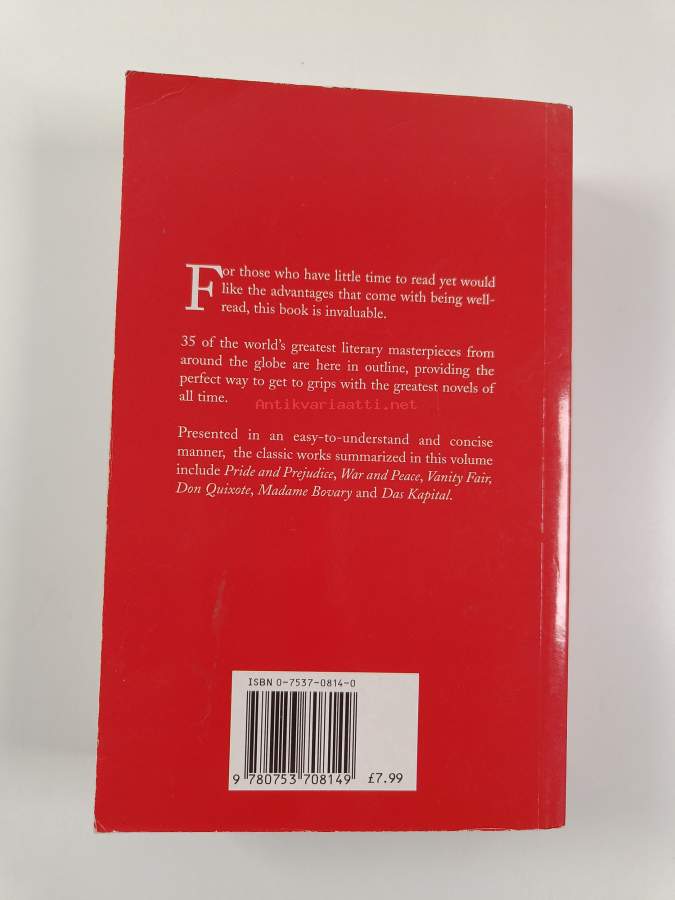 For those who have little time to read yet would
like the advantages that come with being well-
read, this book is invaluable.
35 of the world's greatest literary masterpieces from
around the globe are here in outline, providing the
perfect way to get to grips with the greatest novels of
all time.
Antikvariaatti.net
Presented in an easy-to-understand and concise
manner, the classic works summarized in this volume
include Pride and Prejudice, War and Peace, Vanity Fair,
Don Quixote, Madame Bovary and Das Kapital.
ISBN 0-7537-0814-0
9 780753 708149
£7.99